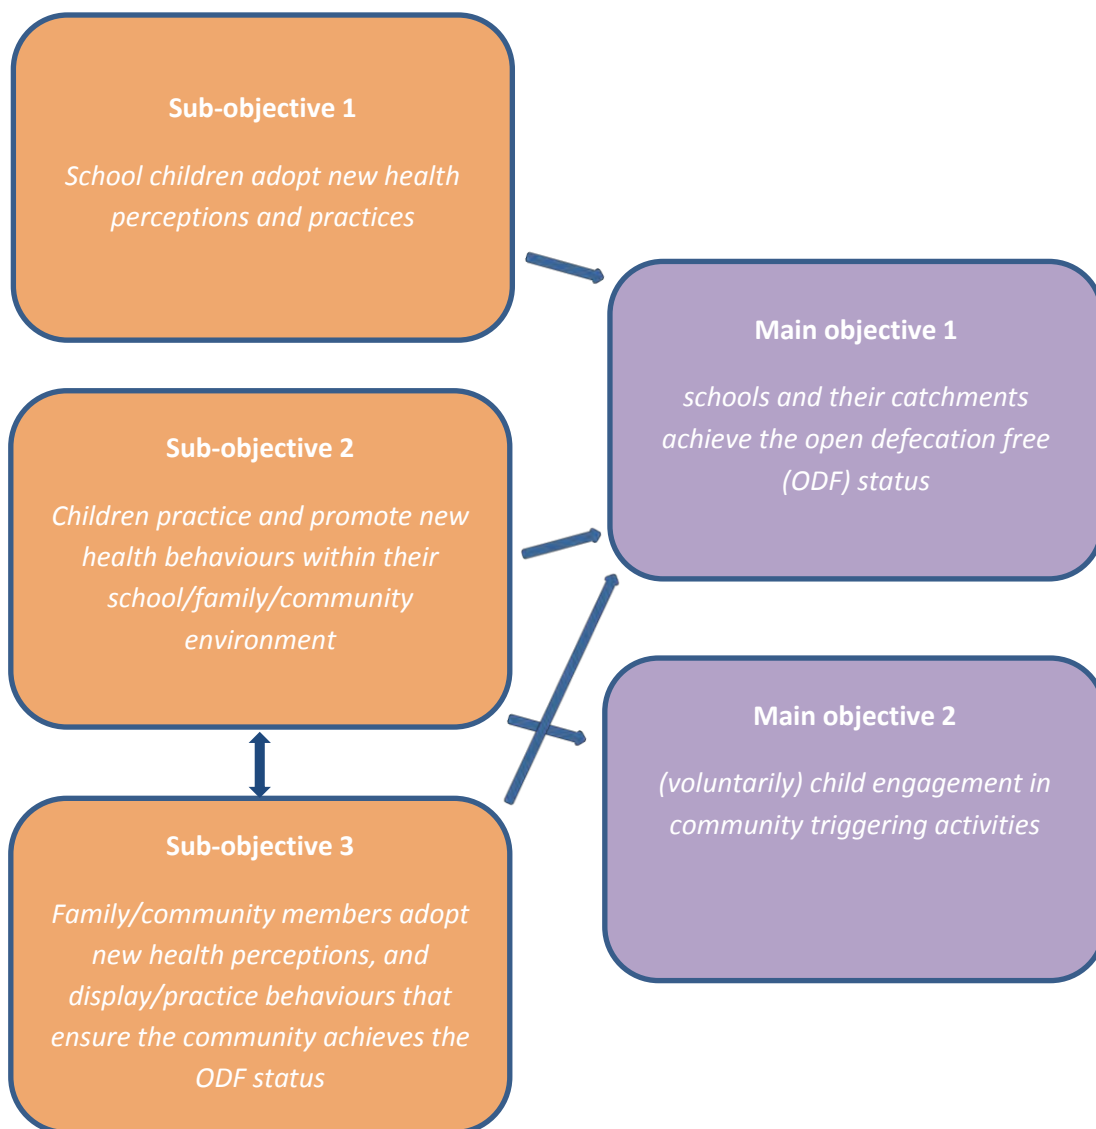 Sub-objective 1
School children adopt new health
perceptions and practices
Main objective 1
schools and their catchments
achieve the open defecation free
(ODF) status
Sub-objective 2
Children practice and promote new
health behaviours within their
school/family/community
environment
Main objective 2
(voluntarily) child engagement in
community triggering activities
Sub-objective 3
Family/community members adopt
new health perceptions, and
display/practice behaviours that
ensure the community achieves the
ODF status